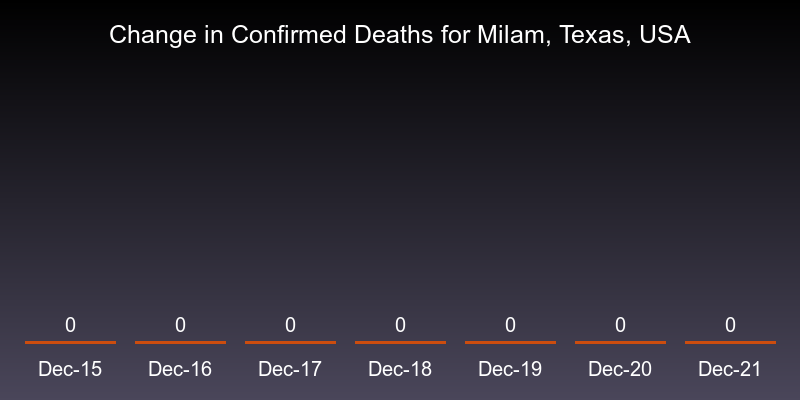 Change in Confirmed Deaths for Milam, Texas, USA
0 0 0 0 0 0 0
Dec-15 Dec-16 Dec-17 Dec-18 Dec-19 Dec-20 Dec-21